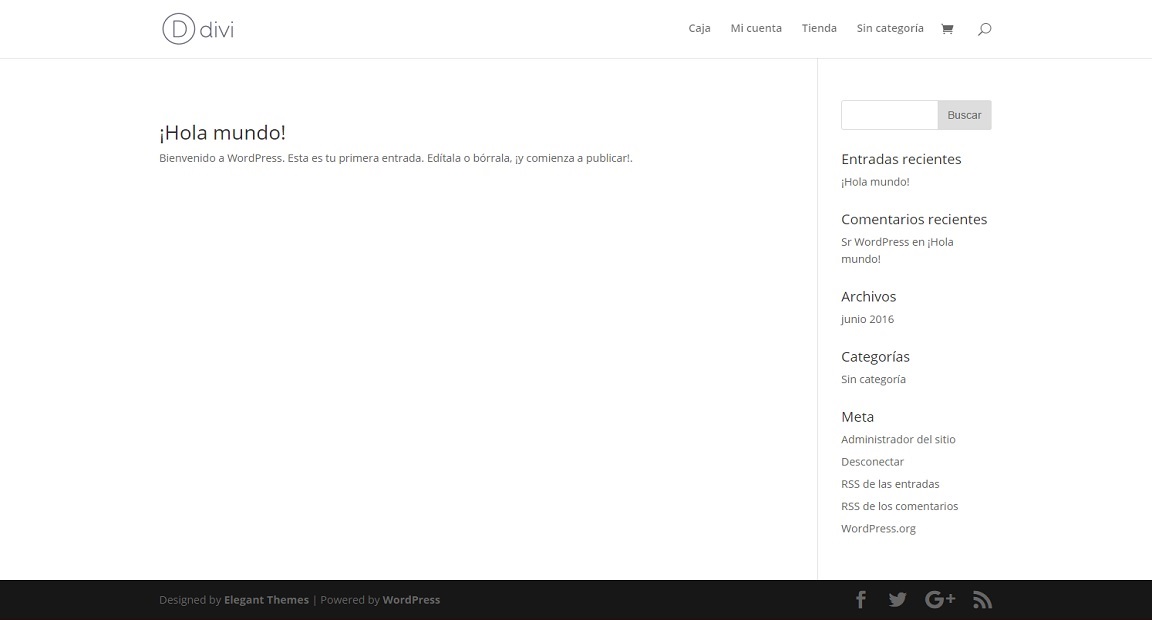 D divi
Caja Mi cuenta Tienda Sin categoría
¡Hola mundo!
Bienvenido a WordPress. Esta es tu primera entrada. Edítala o bórrala, ¡y comienza a publicar!.
Buscar
Entradas recientes
¡Hola mundo!
Comentarios recientes
Sr WordPress en ¡Hola
mundo!
Archivos
junio 2016
Categorías
Sin categoría
Meta
Administrador del sitio
Desconectar
RSS de las entradas
RSS de los comentarios
WordPress.org
Designed by Elegant Themes | Powered by WordPress